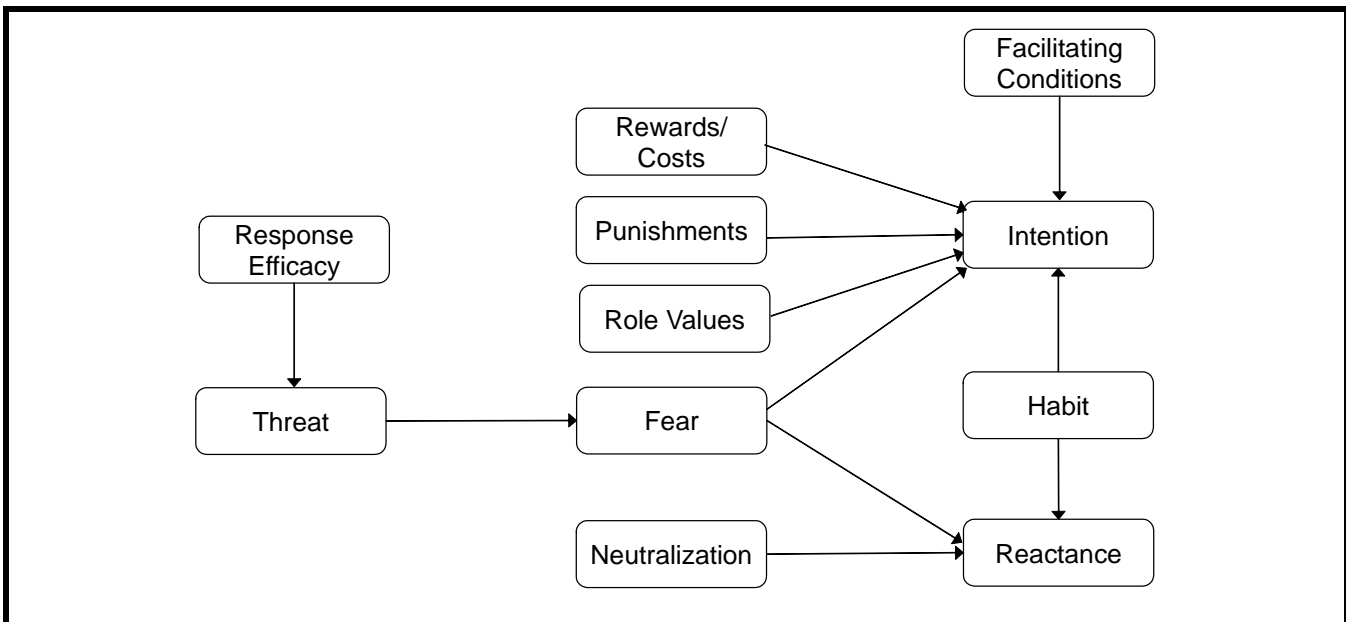 Facilitating
Conditions
Rewards/
Costs
Punishments
Intention
Response
Efficacy
Role Values
Threat
Fear
Habit
Neutralization
Reactance